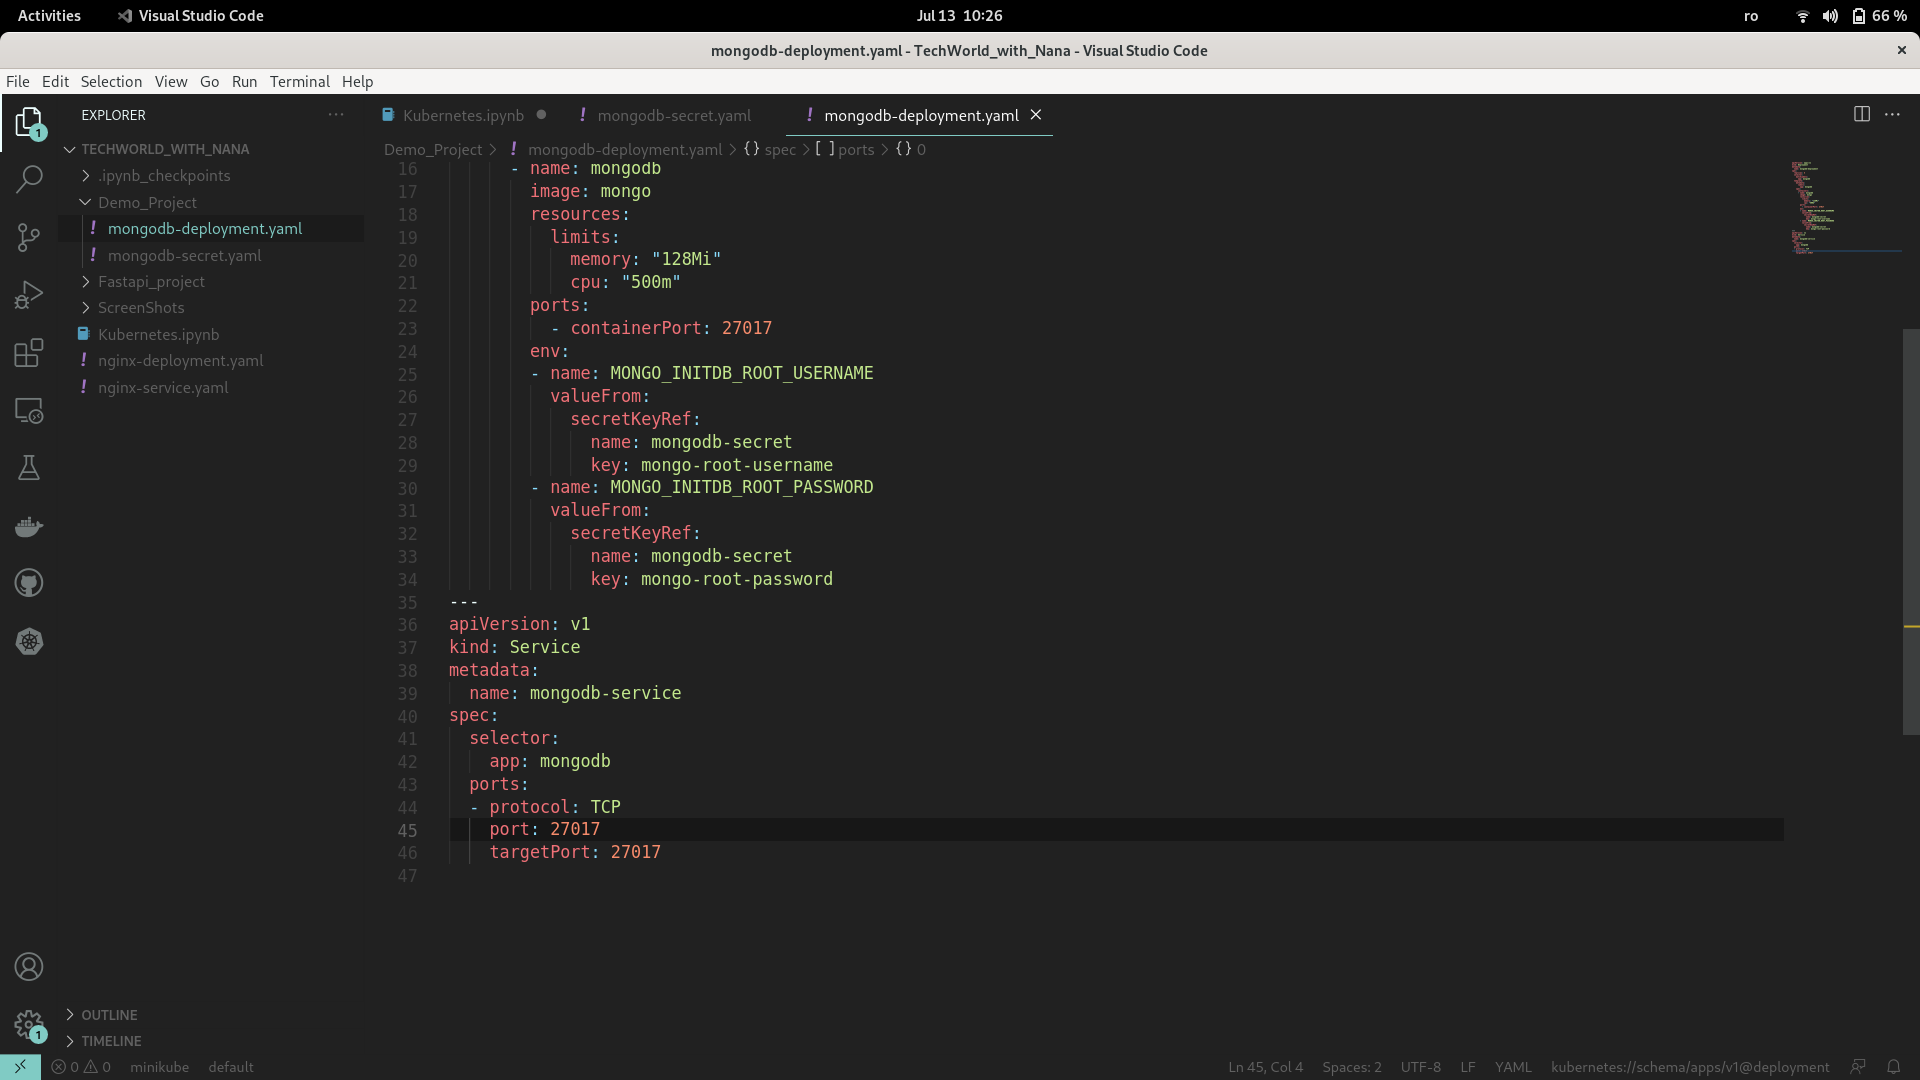 Activities Visual Studio Code Jul 13 10:26 ro 66 %
mongodb-deployment.yaml - TechWorld_with_Nana - Visual Studio Code
File Edit Selection View Go Run Terminal Help
EXPLORER
Kubernetes.ipynb
! mongodb-secret.yaml
! mongodb-deployment.yaml
Demo_Project > ! mongodb-deployment.yaml > {} spec > [ ] ports > {} 0
TECHWORLD_WITH_NANA
.ipynb_checkpoints
Demo_Project
! mongodb-deployment.yaml
! mongodb-secret.yaml
Fastapi_project
ScreenShots
Kubernetes.ipynb
! nginx-deployment.yaml
! nginx-service.yaml
1
16       - name: mongodb
17         image: mongo
18         resources:
19           limits:
20             memory: "128Mi"
21             cpu: "500m"
22         ports:
23           - containerPort: 27017
24         env:
25         - name: MONGO_INITDB_ROOT_USERNAME
26           valueFrom:
27             secretKeyRef:
28               name: mongodb-secret
29               key: mongo-root-username
30         - name: MONGO_INITDB_ROOT_PASSWORD
31           valueFrom:
32             secretKeyRef:
33               name: mongodb-secret
34               key: mongo-root-password
35 ---
36 apiVersion: v1
37 kind: Service
38 metadata:
39   name: mongodb-service
40 spec:
41   selector:
42     app: mongodb
43   ports:
44   - protocol: TCP
45     port: 27017
46     targetPort: 27017
47
OUTLINE
TIMELINE
1
0 0 minikube default Ln 45, Col 4 Spaces: 2 UTF-8 LF YAML kubernetes://schema/apps/v1@deployment